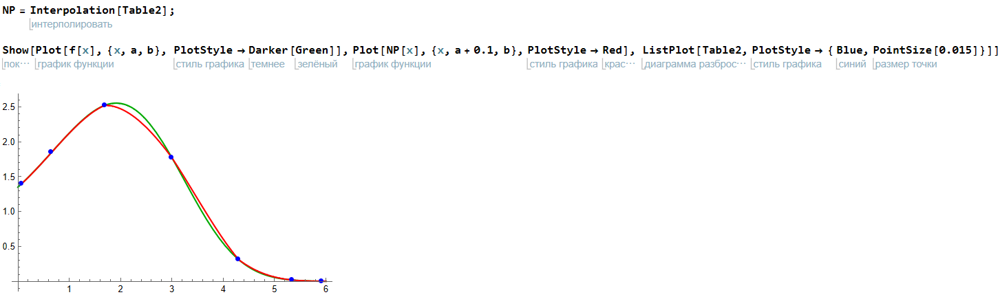 NP = Interpolation[Table2];
интерполировать
Show[Plot[f[x], {x, a, b}, PlotStyle → Darker[Green]], Plot[NP[x], {x, a + 0.1, b}, PlotStyle → Red], ListPlot[Table2, PlotStyle → { Blue, PointSize[0.015]}]]
пок··· график функции стиль графика темнее зелёный график функции стиль графика крас··· диаграмма разброс··· стиль графика синий размер точки
2.5
2.0
1.5
1.0
0.5
1 2 3 4 5 6